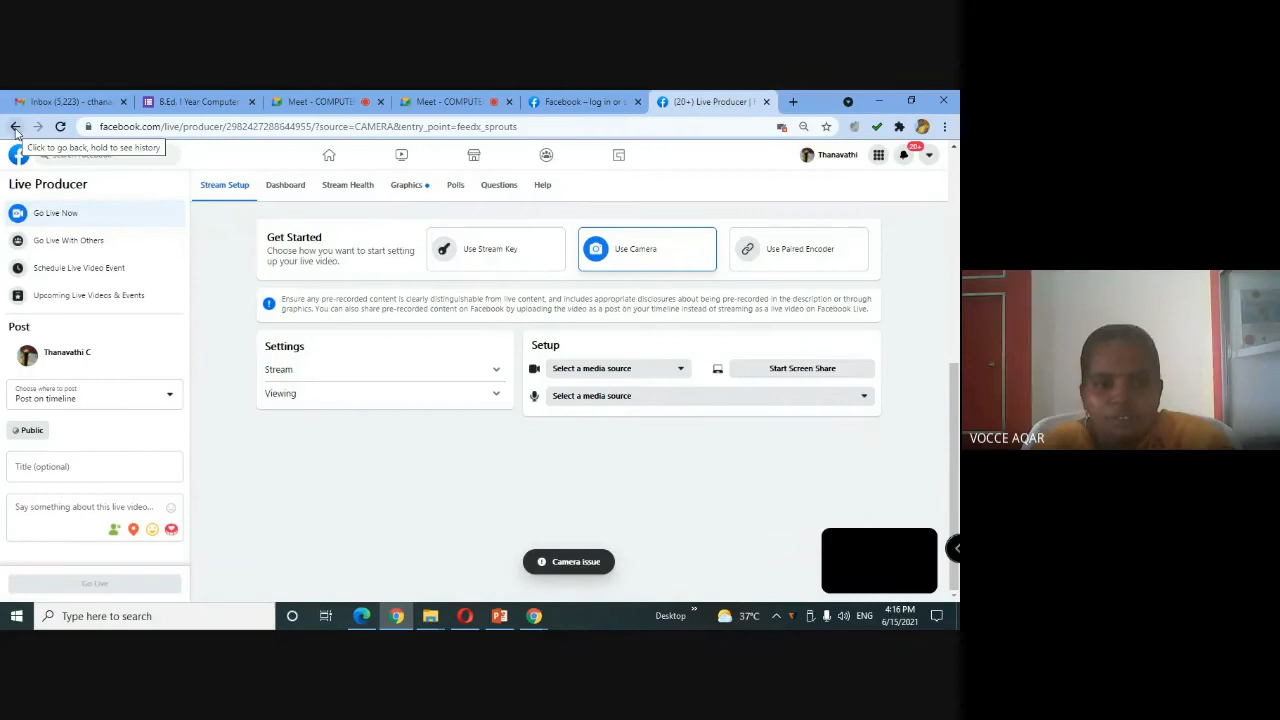 Inbox (5,223) - cthana
B.Ed. I Year Computer
Meet - COMPUTE
Meet - COMPUTE
Facebook – log in or s
(20+) Live Producer |
facebook.com/live/producer/2982427288644955/?source=CAMERA&entry_point=feedx_sprouts
Click to go back, hold to see history
Thanavathi
20+
Live Producer
Go Live Now
Go Live With Others
Schedule Live Video Event
Upcoming Live Videos & Events
Post
Thanavathi C
Choose where to post
Post on timeline
Public
Title (optional)
Say something about this live video...
Go Live
Stream Setup
Dashboard
Stream Health
Graphics
Polls
Questions
Help
Get Started
Choose how you want to start setting
up your live video.
Use Stream Key
Use Camera
Use Paired Encoder
Ensure any pre-recorded content is clearly distinguishable from live content, and includes appropriate disclosures about being pre-recorded in the description or through
graphics. You can also share pre-recorded content on Facebook by uploading the video as a post on your timeline instead of streaming as a live video on Facebook Live.
Settings
Stream
Viewing
Setup
Select a media source
Start Screen Share
Select a media source
Camera issue
VOCCE AQAR
Type here to search
Desktop
37°C
ENG
4:16 PM
6/15/2021